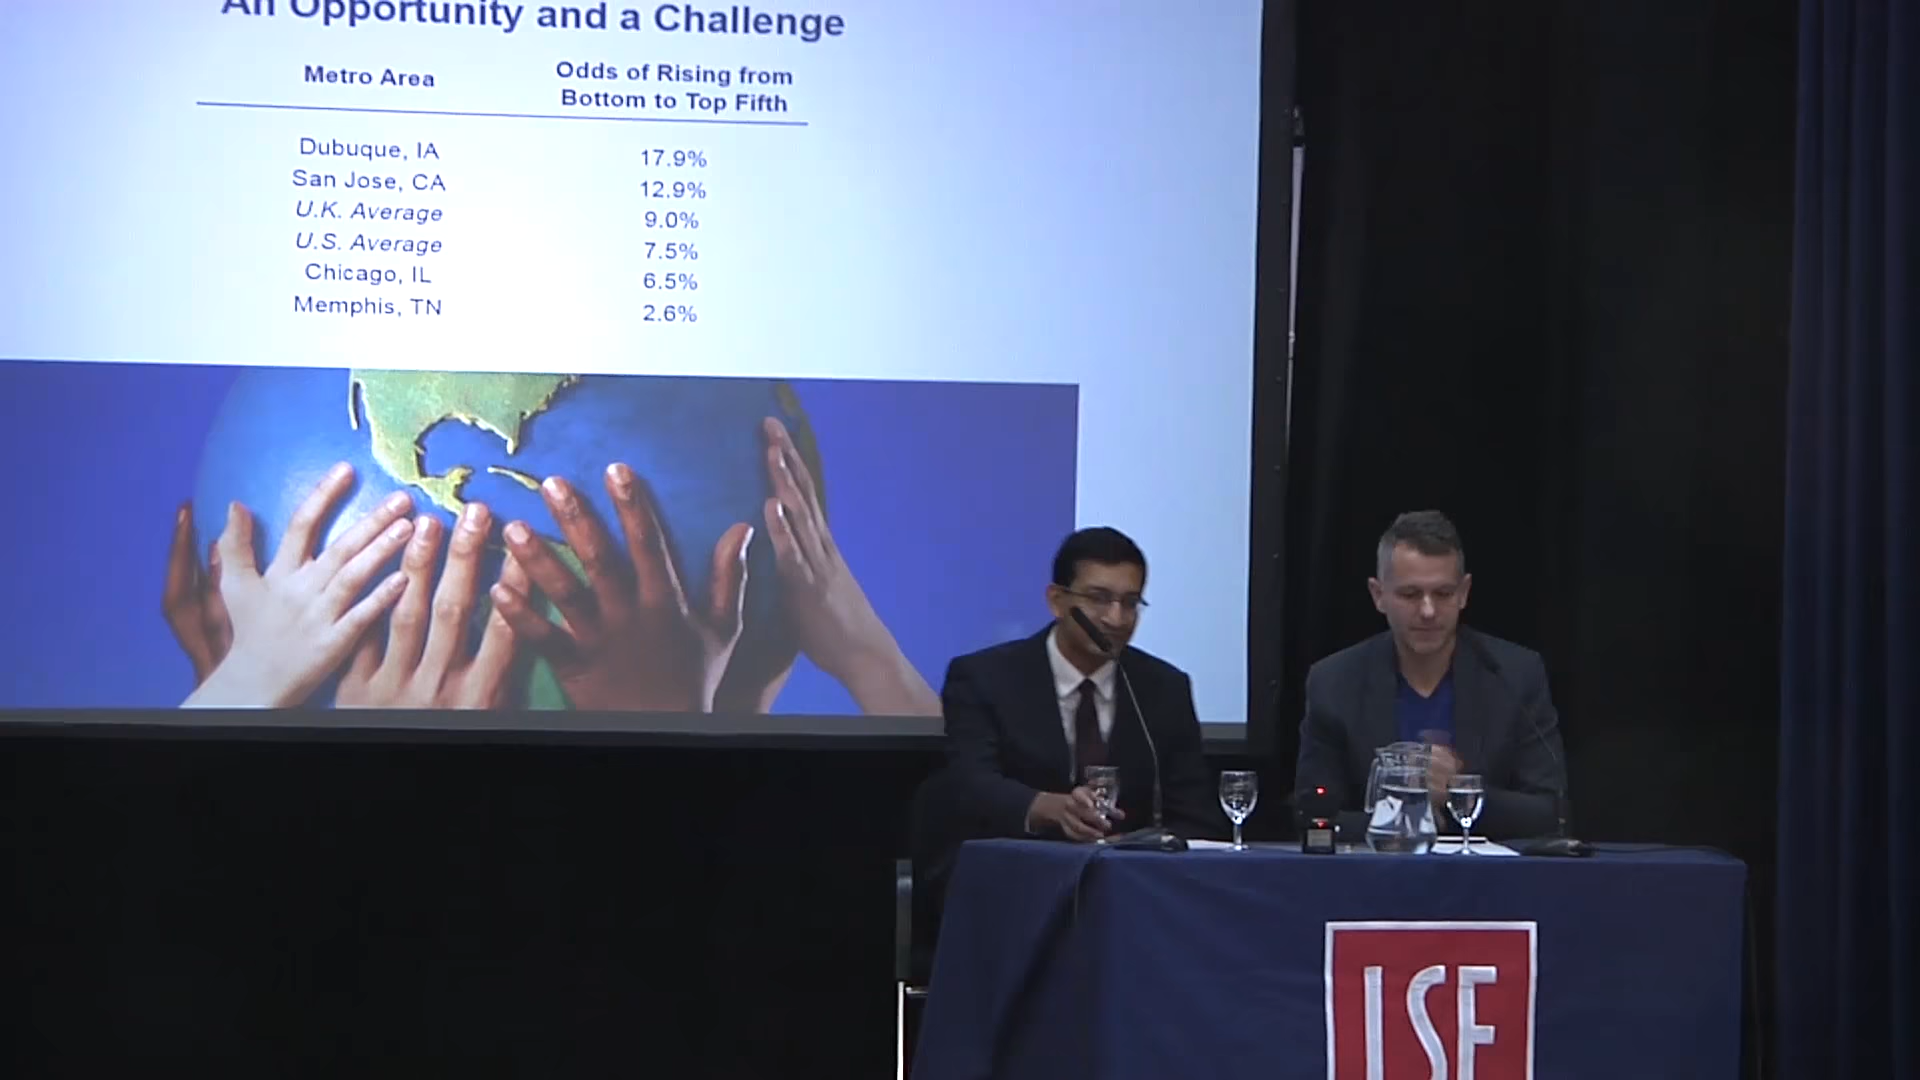 An Opportunity and a Challenge
Metro Area
Odds of Rising from
Bottom to Top Fifth
Dubuque, IA 17.9%
San Jose, CA 12.9%
U.K. Average 9.0%
U.S. Average 7.5%
Chicago, IL 6.5%
Memphis, TN 2.6%
LSE